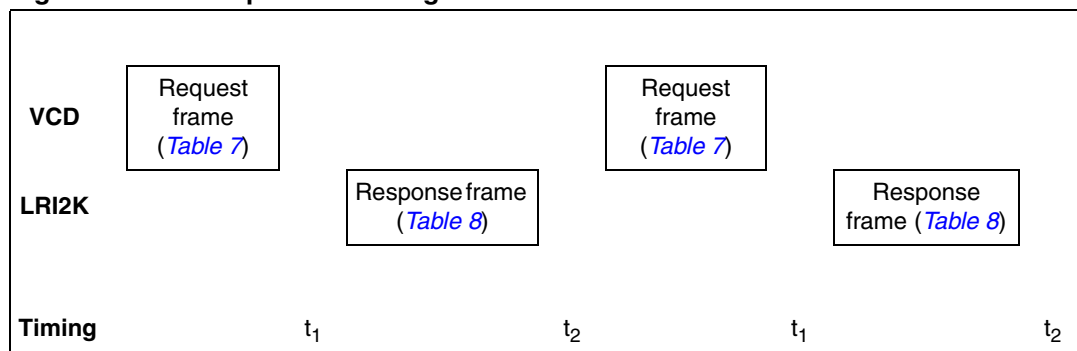 VCD
Request
frame
(Table 7)
Request
frame
(Table 7)
LRI2K
Response frame
(Table 8)
Response
frame (Table 8)
Timing t₁ t₂ t₁ t₂